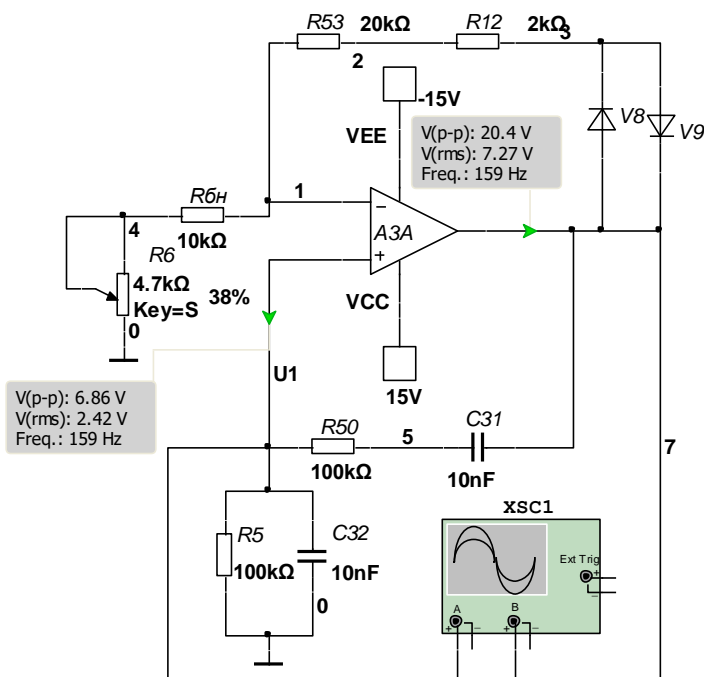 R53 20kΩ R12 2kΩ
3
2
-15V
V8
V9
VEE
V(p-p): 20.4 V
V(rms): 7.27 V
Freq.: 159 Hz
Rбн
1
4
10kΩ
A3A
R6
4.7kΩ
Key=S
38%
0
VCC
15V
U1
V(p-p): 6.86 V
V(rms): 2.42 V
Freq.: 159 Hz
R50
5
C31
7
100kΩ
10nF
XSC1
R5
C32
100kΩ
10nF
0
Ext Trig
+
−
A
B
+
−
+
−